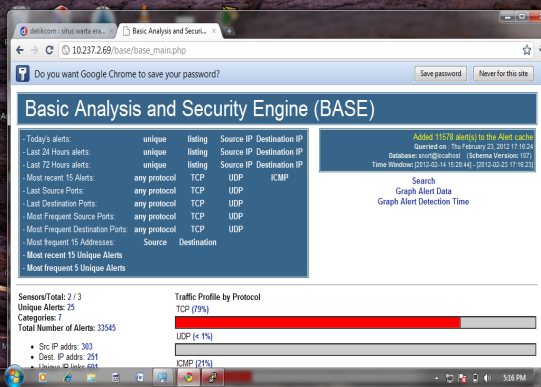 detikcom : situs warta era...
Basic Analysis and Securi...
10.237.2.69/base/base_main.php
Do you want Google Chrome to save your password?
Save password
Never for this site
Basic Analysis and Security Engine (BASE)
- Today's alerts: unique listing Source IP Destination IP
- Last 24 Hours alerts: unique listing Source IP Destination IP
- Last 72 Hours alerts: unique listing Source IP Destination IP
- Most recent 15 Alerts: any protocol TCP UDP ICMP
- Last Source Ports: any protocol TCP UDP
- Last Destination Ports: any protocol TCP UDP
- Most Frequent Source Ports: any protocol TCP UDP
- Most Frequent Destination Ports: any protocol TCP UDP
- Most frequent 15 Addresses: Source Destination
- Most recent 15 Unique Alerts
- Most frequent 5 Unique Alerts
Added 11578 alert(s) to the Alert cache
Queried on : Thu February 23, 2012 17:16:24
Database: snort@localhost (Schema Version: 107)
Time Window: [2012-02-14 15:28:44] - [2012-02-23 17:16:23]
Search
Graph Alert Data
Graph Alert Detection Time
Sensors/Total: 2 / 3
Unique Alerts: 25
Categories: 7
Total Number of Alerts: 33545
• Src IP addrs: 303
• Dest. IP addrs: 251
• Unique IP links 601
Traffic Profile by Protocol
TCP (79%)
UDP (< 1%)
ICMP (21%)
5:16 PM